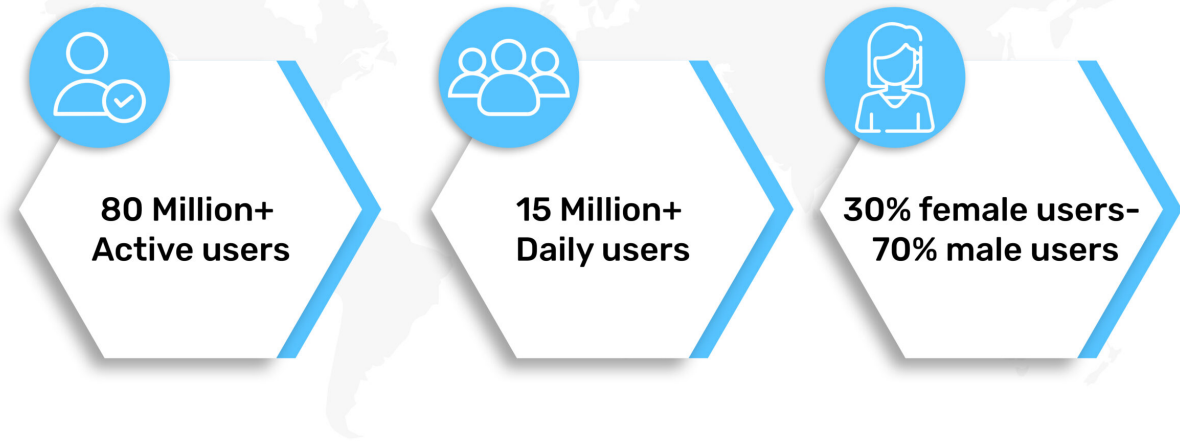 80 Million+
Active users
15 Million+
Daily users
30% female users-
70% male users